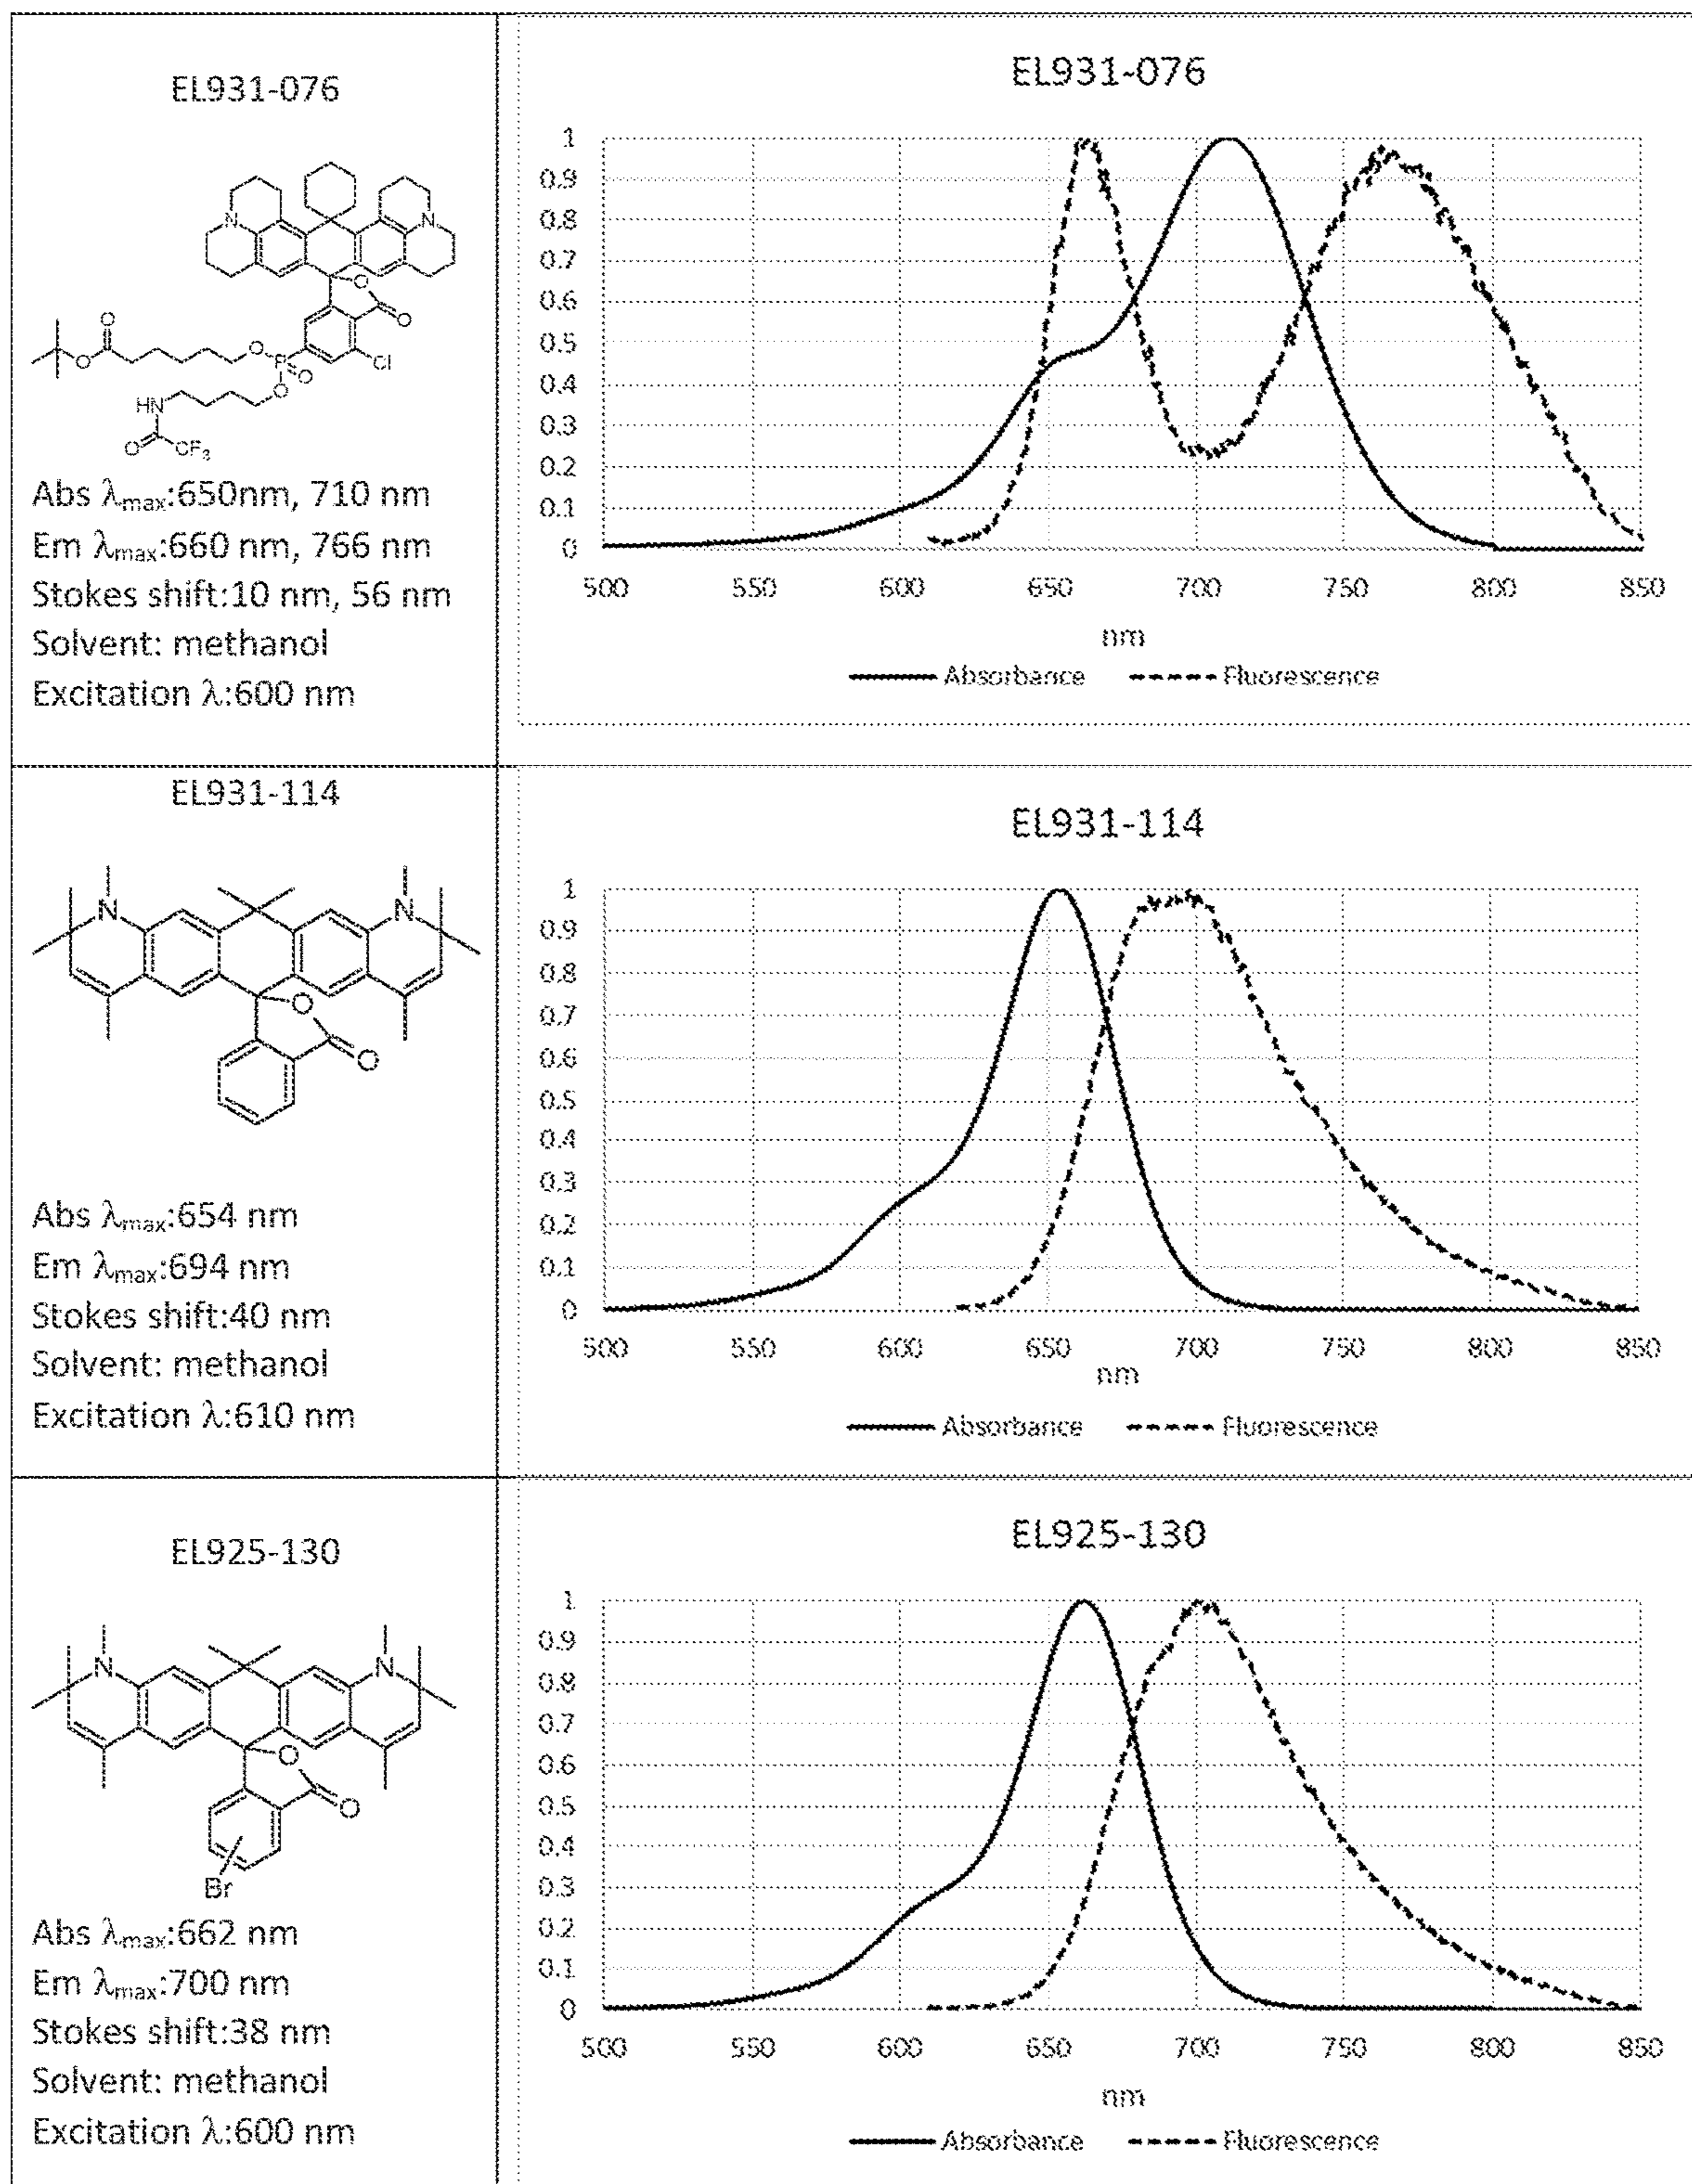 EL931-076
N
N
O
O
O
O
O
P
O
O
Cl
HN
O
CF₃
Abs λmax:650nm, 710 nm
Em λmax:660 nm, 766 nm
Stokes shift:10 nm, 56 nm
Solvent: methanol
Excitation λ:600 nm
EL931-076
1
0.9
0.8
0.7
0.6
0.5
0.4
0.3
0.2
0.1
0
500 550 600 650 700 750 800 850
nm
Absorbance Fluorescence
EL931-114
N
N
O
O
Abs λmax:654 nm
Em λmax:694 nm
Stokes shift:40 nm
Solvent: methanol
Excitation λ:610 nm
EL931-114
1
0.9
0.8
0.7
0.6
0.5
0.4
0.3
0.2
0.1
0
500 550 600 650 700 750 800 850
nm
Absorbance Fluorescence
EL925-130
N
N
O
O
Br
Abs λmax:662 nm
Em λmax:700 nm
Stokes shift:38 nm
Solvent: methanol
Excitation λ:600 nm
EL925-130
1
0.9
0.8
0.7
0.6
0.5
0.4
0.3
0.2
0.1
0
500 550 600 650 700 750 800 850
nm
Absorbance Fluorescence